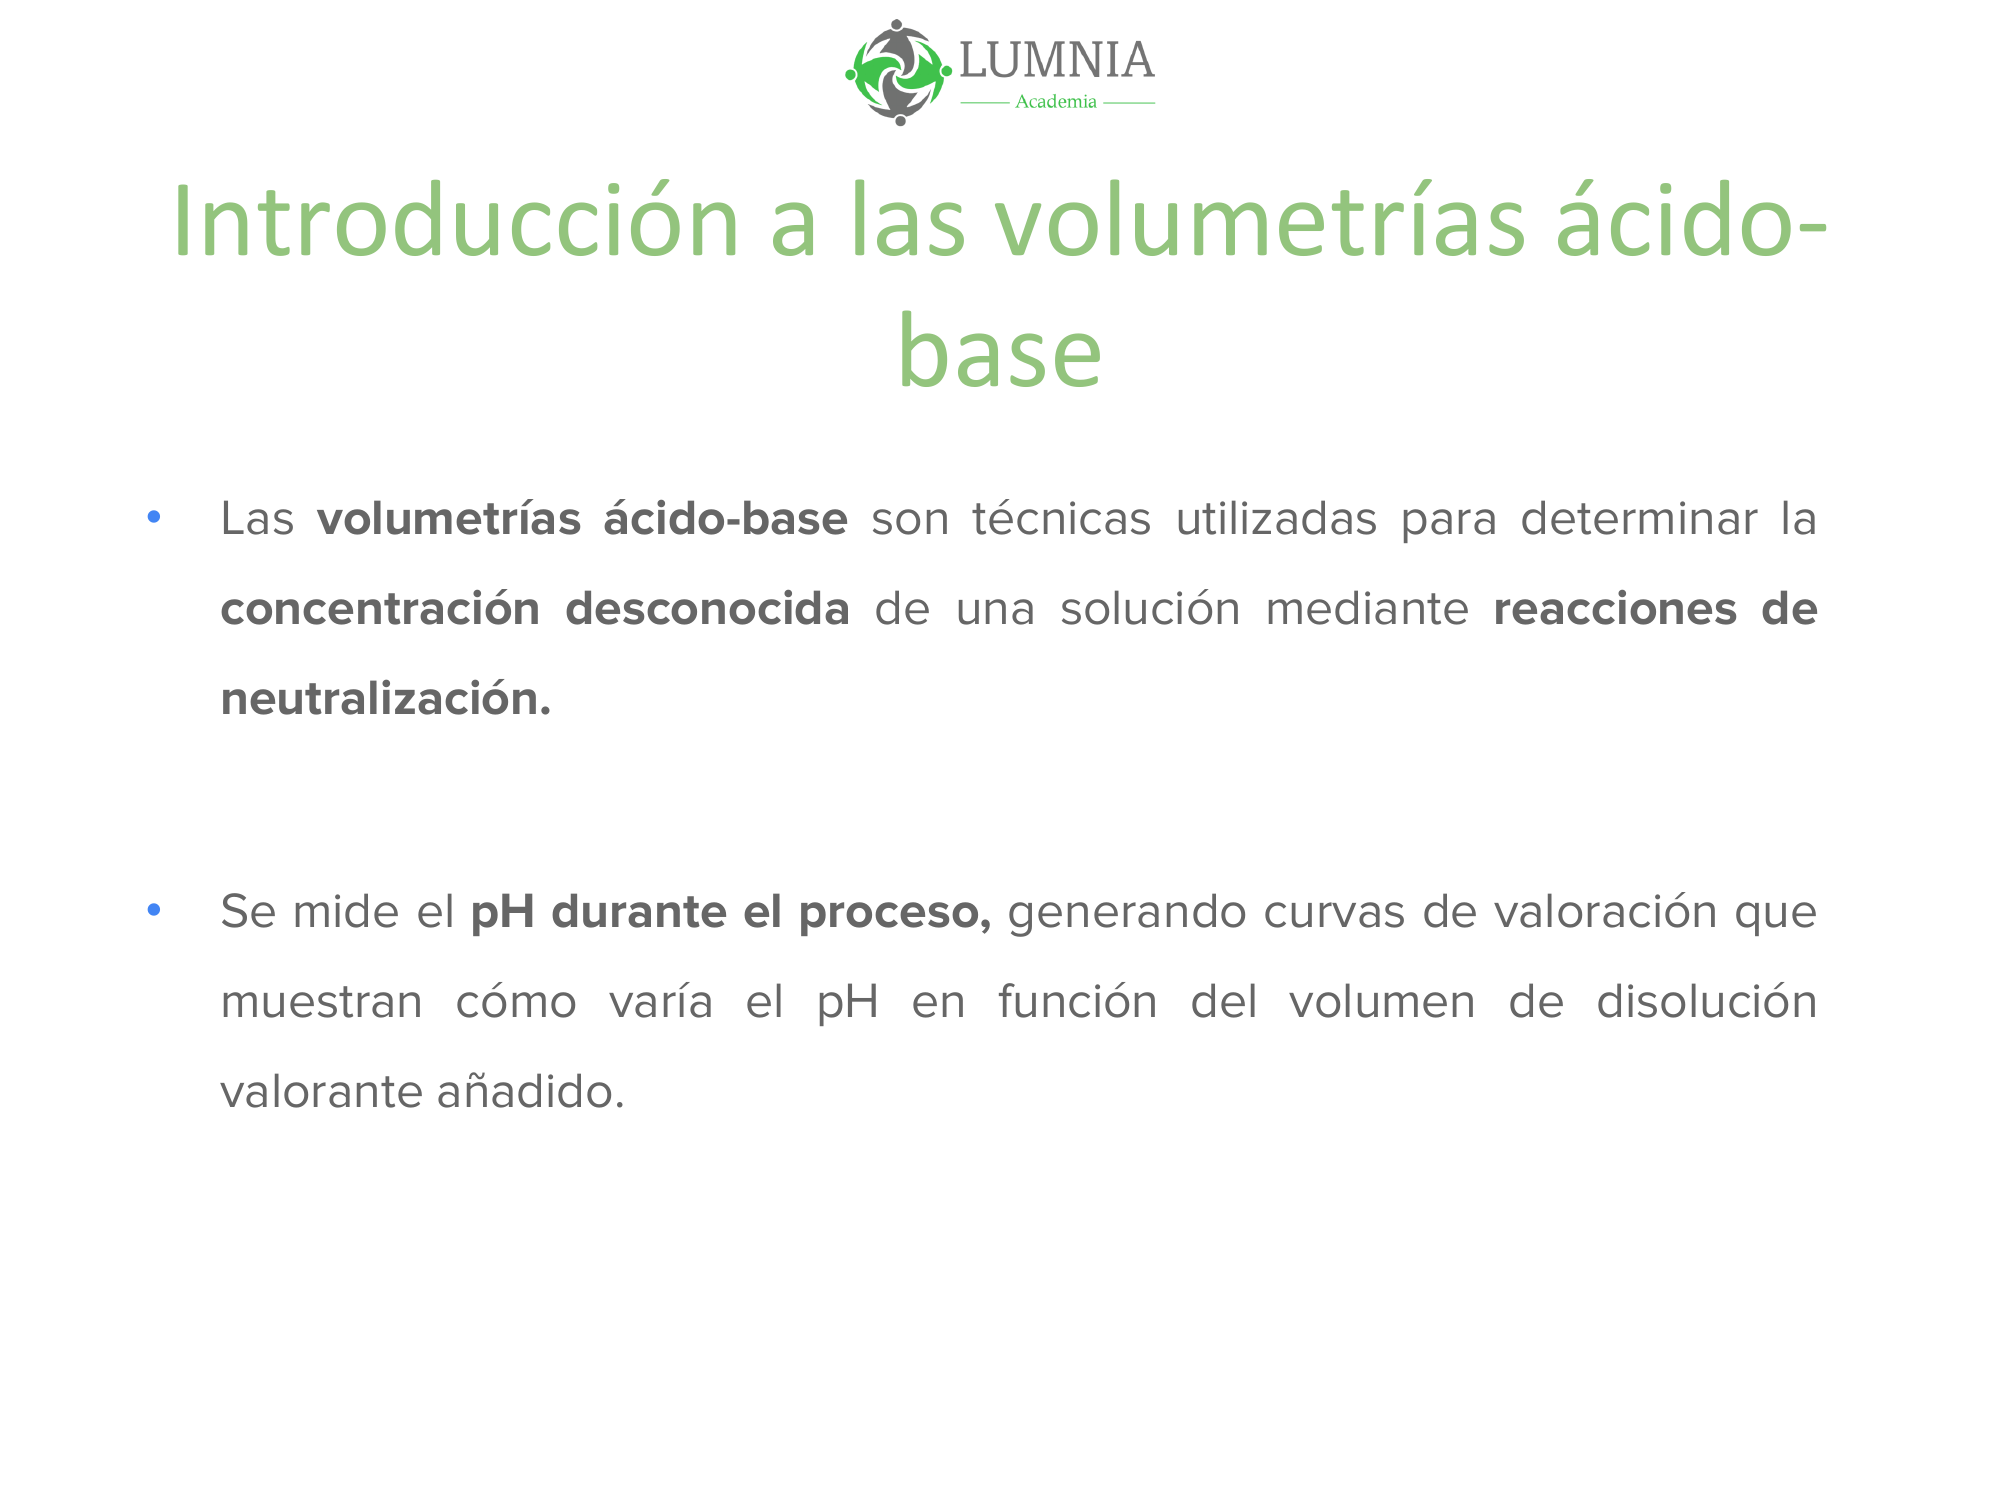 LUMNIA
Academia
Introducción a las volumetrías ácido-
base
• Las volumetrías ácido-base son técnicas utilizadas para determinar la
concentración desconocida de una solución mediante reacciones de
neutralización.
• Se mide el pH durante el proceso, generando curvas de valoración que
muestran cómo varía el pH en función del volumen de disolución
valorante añadido.